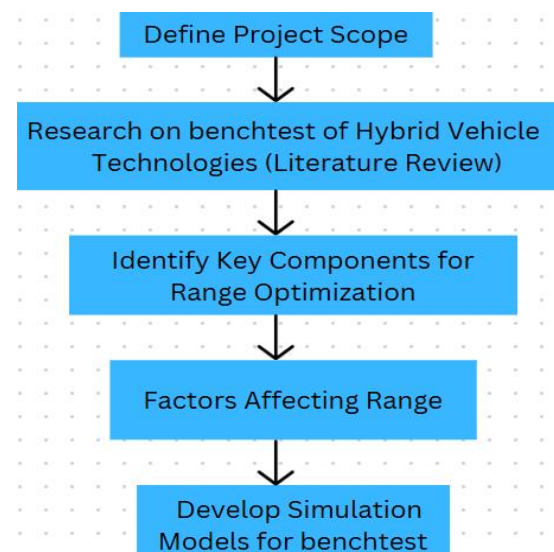 Define Project Scope
Research on benchtest of Hybrid Vehicle
Technologies (Literature Review)
Identify Key Components for
Range Optimization
Factors Affecting Range
Develop Simulation
Models for benchtest